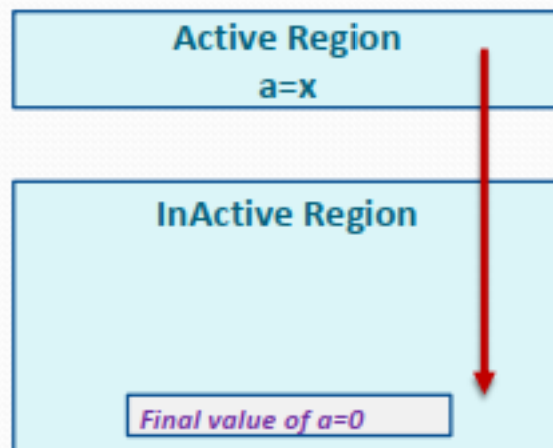 Active Region
a=x
InActive Region
Final value of a=0